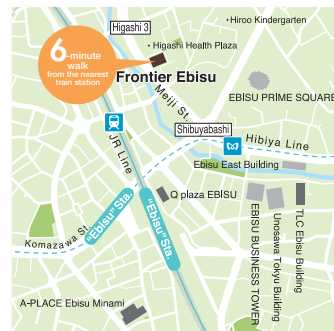 Higashi 3
• Hiroo Kindergarten
• Higashi Health Plaza
6-minute
walk
from the nearest
train station
Frontier Ebisu
EBISU PRIME SQUARE
Meiji St.
Shibuyabashi
Hibiya Line
JR Line
Ebisu East Building
"Ebisu" Sta.
"Ebisu" Sta.
Q plaza EBISU
EBISU BUSINESS TOWER
Unosawa Tokyu Building
TLC Ebisu Building
Komazawa St.
A-PLACE Ebisu Minami